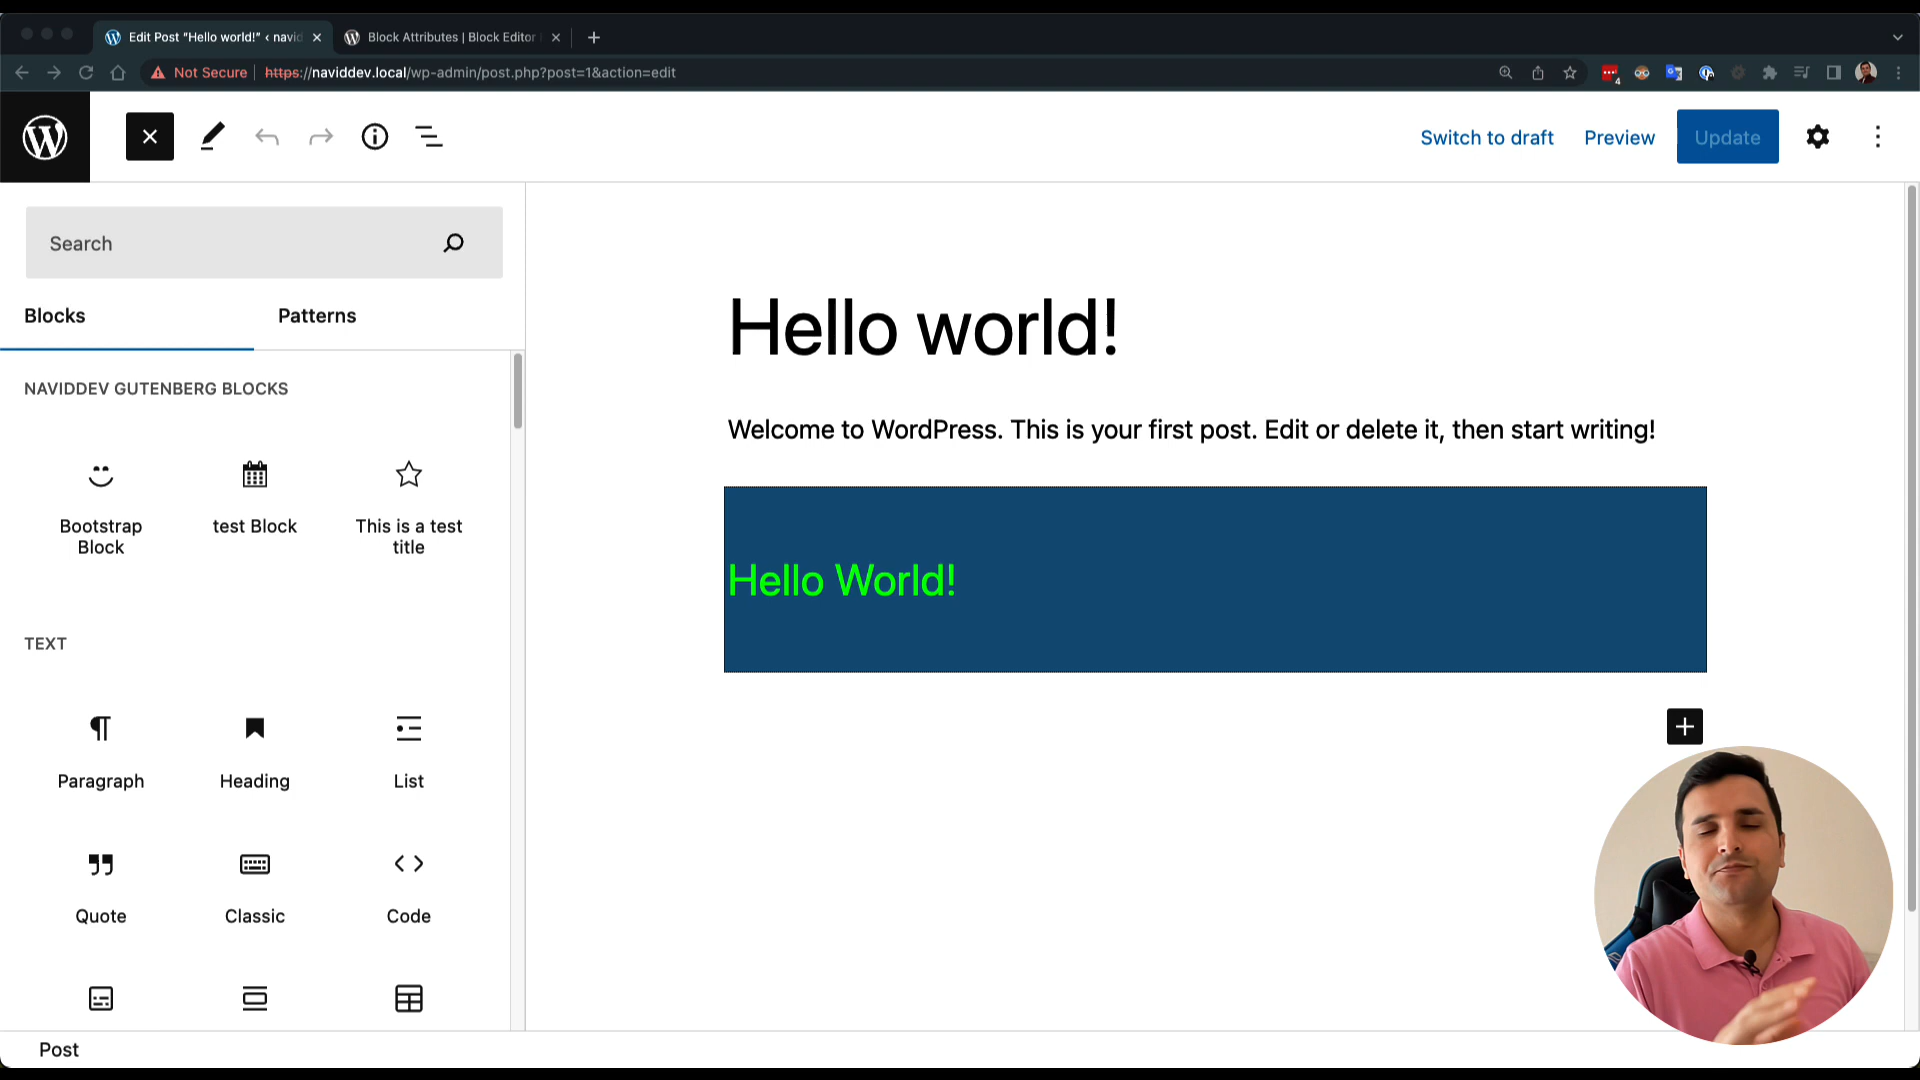 Edit Post “Hello world!” ‹ navid
Block Attributes | Block Editor
Not Secure
https://naviddev.local/wp-admin/post.php?post=1&action=edit
4
Switch to draft
Preview
Update
Search
Blocks
Patterns
NAVIDDEV GUTENBERG BLOCKS
Bootstrap
Block
test Block
This is a test
title
TEXT
Paragraph
Heading
List
Quote
Classic
Code
Hello world!
Welcome to WordPress. This is your first post. Edit or delete it, then start writing!
Hello World!
Post